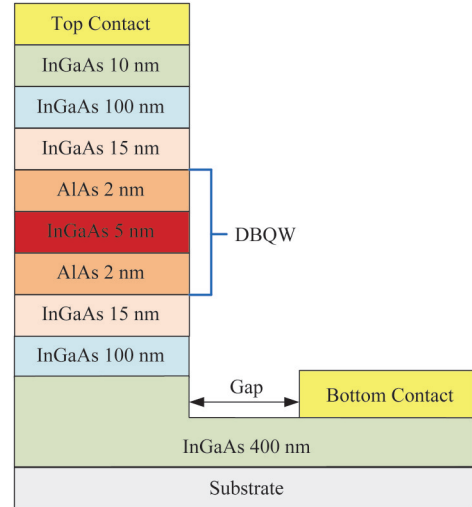 Top Contact
InGaAs 10 nm
InGaAs 100 nm
InGaAs 15 nm
AlAs 2 nm
InGaAs 5 nm
DBQW
AlAs 2 nm
InGaAs 15 nm
InGaAs 100 nm
Gap
Bottom Contact
InGaAs 400 nm
Substrate